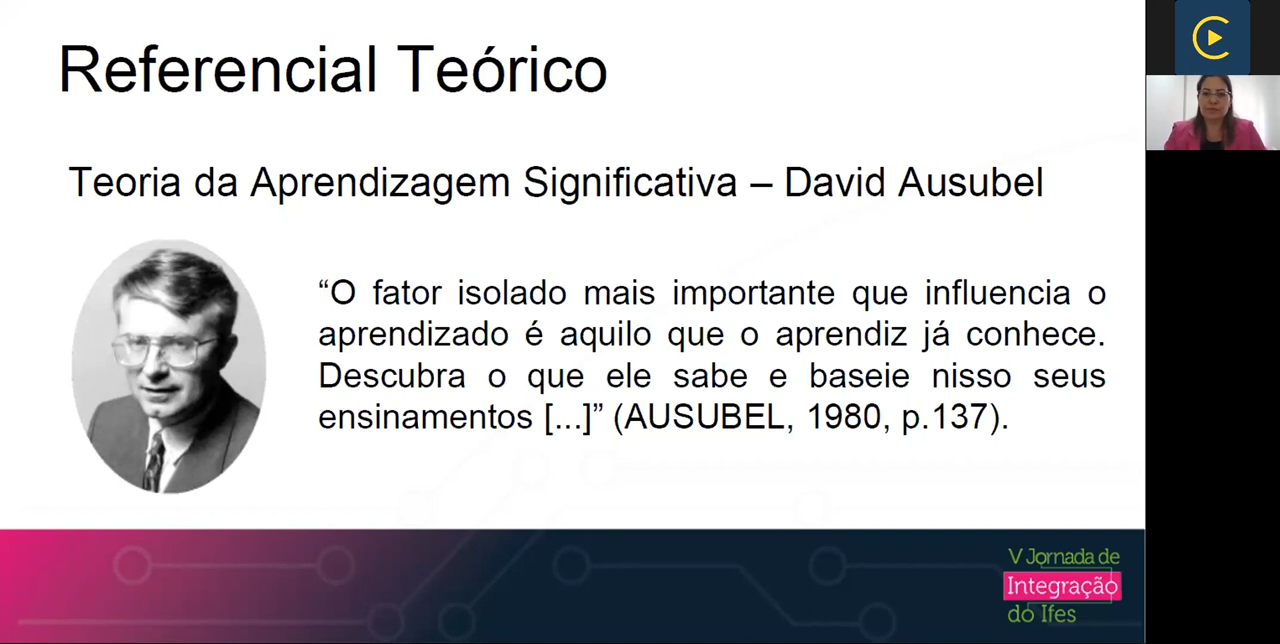 Referencial Teórico
Teoria da Aprendizagem Significativa – David Ausubel
“O fator isolado mais importante que influencia o
aprendizado é aquilo que o aprendiz já conhece.
Descubra o que ele sabe e baseie nisso seus
ensinamentos [...]” (AUSUBEL, 1980, p.137).
V Jornada de
Integração
do Ifes